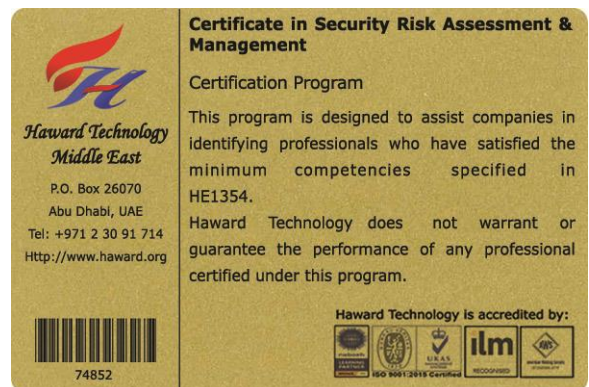 Haward Technology
Middle East
P.O. Box 26070
Abu Dhabi, UAE
Tel: +971 2 30 91 714
Http://www.haward.org
74852
Certificate in Security Risk Assessment &
Management
Certification Program
This program is designed to assist companies in
identifying professionals who have satisfied the
minimum competencies specified in
HE1354.
Haward Technology does not warrant or
guarantee the performance of any professional
certified under this program.
Haward Technology is accredited by:
UKAS
ISO 9001:2015 Certified
ilm
RECOGNISED